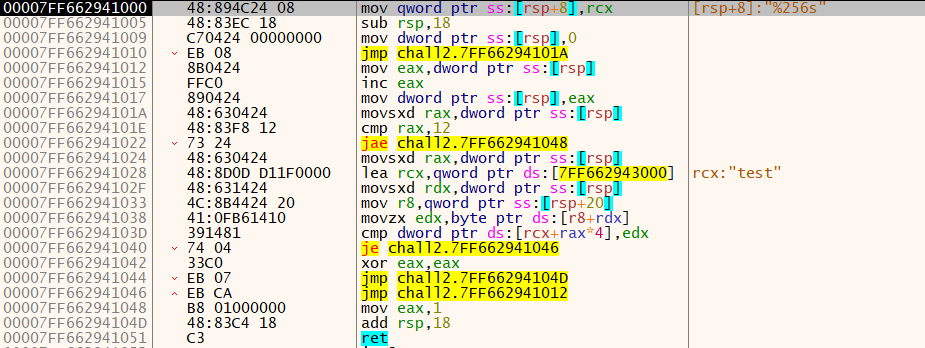 00007FF662941000 48:894C24 08 mov qword ptr ss:[rsp+8],rcx [rsp+8]:"%256s"
00007FF662941005 48:83EC 18 sub rsp,18
00007FF662941009 C70424 00000000 mov dword ptr ss:[rsp],0
00007FF662941010 EB 08 jmp chall2.7FF66294101A
00007FF662941012 8B0424 mov eax,dword ptr ss:[rsp]
00007FF662941015 FFC0 inc eax
00007FF662941017 890424 mov dword ptr ss:[rsp],eax
00007FF66294101A 48:630424 movsxd rax,dword ptr ss:[rsp]
00007FF66294101E 48:83F8 12 cmp rax,12
00007FF662941022 73 24 jae chall2.7FF662941048
00007FF662941024 48:630424 movsxd rax,dword ptr ss:[rsp]
00007FF662941028 48:8D0D D11F0000 lea rcx,qword ptr ds:[7FF662943000] rcx:"test"
00007FF66294102F 48:631424 movsxd rdx,dword ptr ss:[rsp]
00007FF662941033 4C:8B4424 20 mov r8,qword ptr ss:[rsp+20]
00007FF662941038 41:0FB61410 movzx edx,byte ptr ds:[r8+rdx]
00007FF66294103D 391481 cmp dword ptr ds:[rcx+rax*4],edx
00007FF662941040 74 04 je chall2.7FF662941046
00007FF662941042 33C0 xor eax,eax
00007FF662941044 EB 07 jmp chall2.7FF66294104D
00007FF662941046 EB CA jmp chall2.7FF662941012
00007FF662941048 B8 01000000 mov eax,1
00007FF66294104D 48:83C4 18 add rsp,18
00007FF662941051 C3 ret